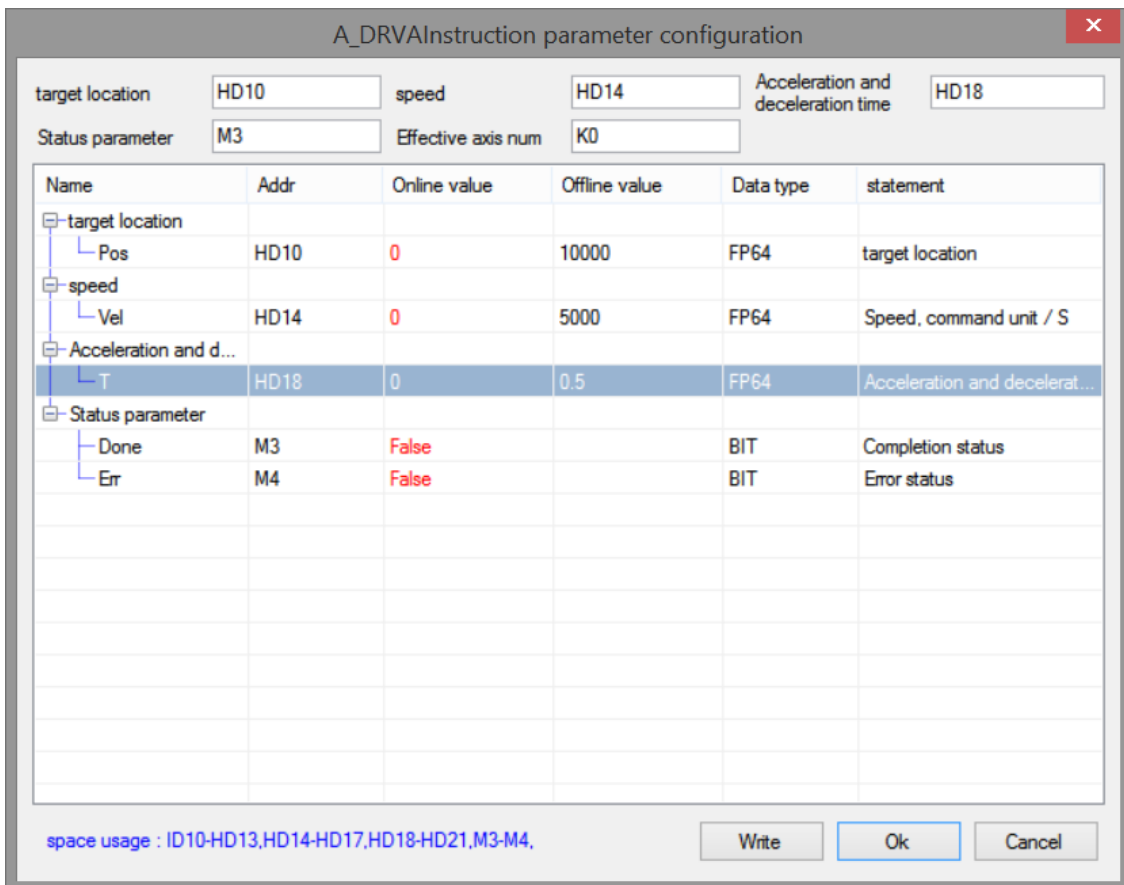 A_DRVAInstruction parameter configuration
x
target location HD10 speed HD14 Acceleration and deceleration time HD18
Status parameter M3 Effective axis num K0
Name Addr Online value Offline value Data type statement
target location
Pos HD10 0 10000 FP64 target location
speed
Vel HD14 0 5000 FP64 Speed, command unit / S
Acceleration and d...
T HD18 0 0.5 FP64 Acceleration and decelerat...
Status parameter
Done M3 False BIT Completion status
Err M4 False BIT Error status
space usage : ID10-HD13,HD14-HD17,HD18-HD21,M3-M4,
Write Ok Cancel